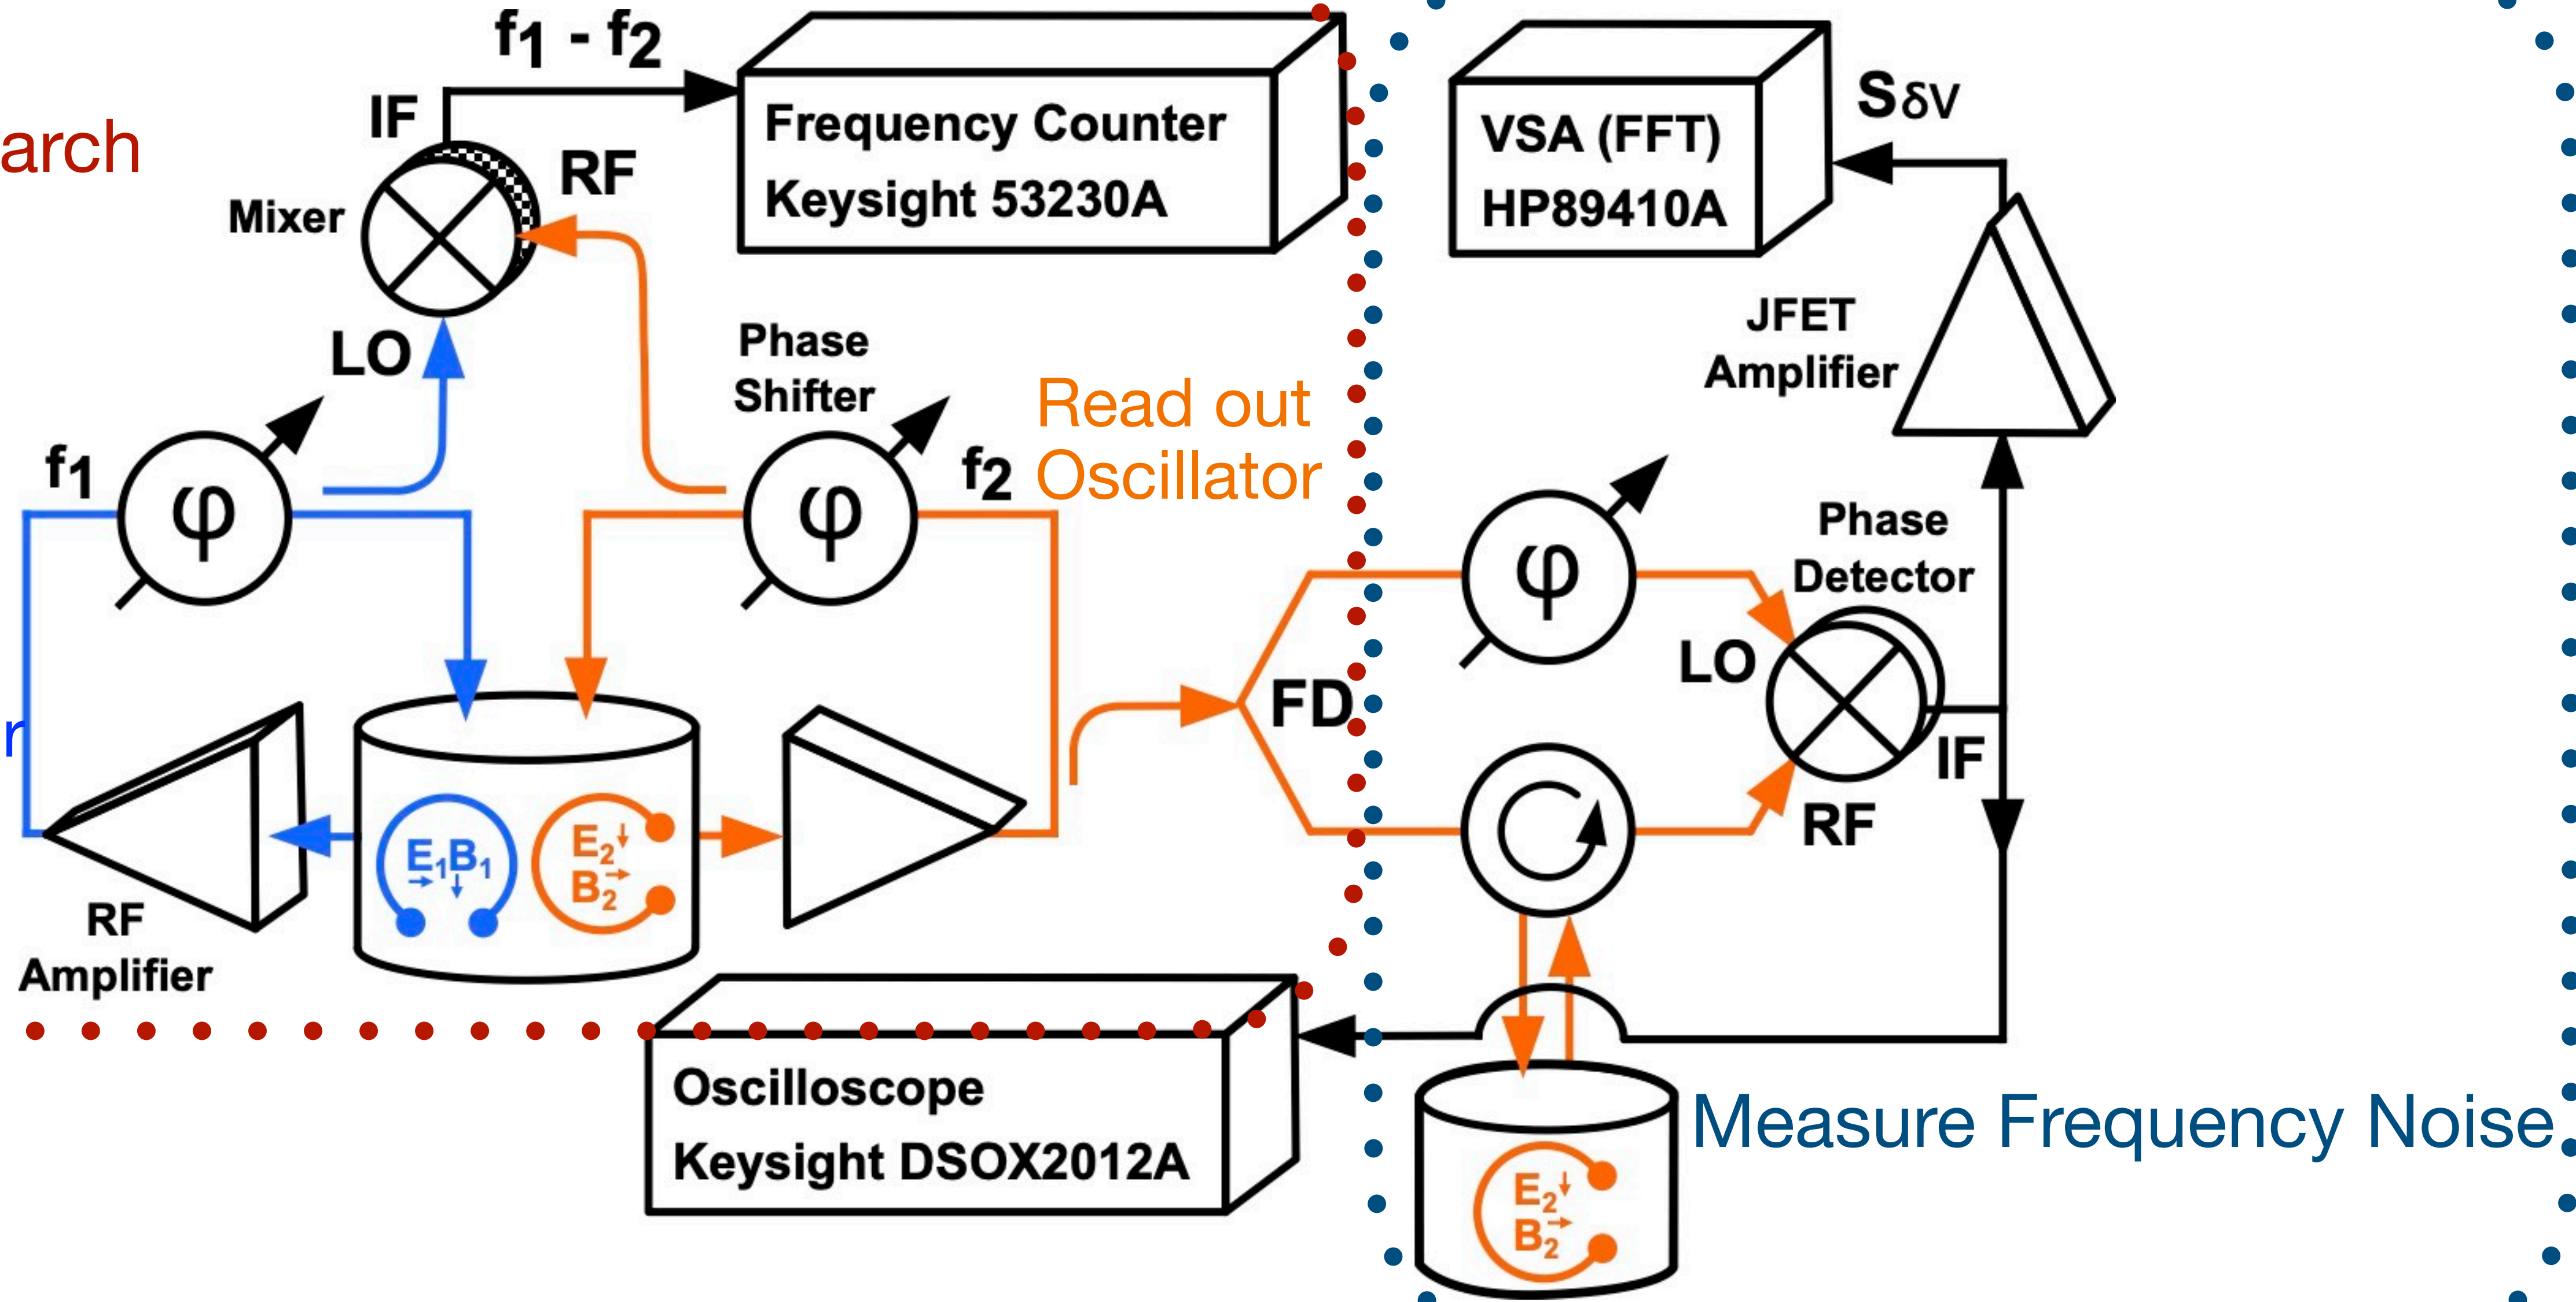 f1 - f2
IF
RF
Mixer
LO
Frequency Counter
Keysight 53230A
VSA (FFT)
HP89410A
SδV
arch
Phase
Shifter
Read out
Oscillator
f1
φ
φ
f2
JFET
Amplifier
φ
Phase
Detector
LO
RF
IF
FD
r
E1B1
E2
B2
RF
Amplifier
Oscilloscope
Keysight DSOX2012A
E2
B2
Measure Frequency Noise